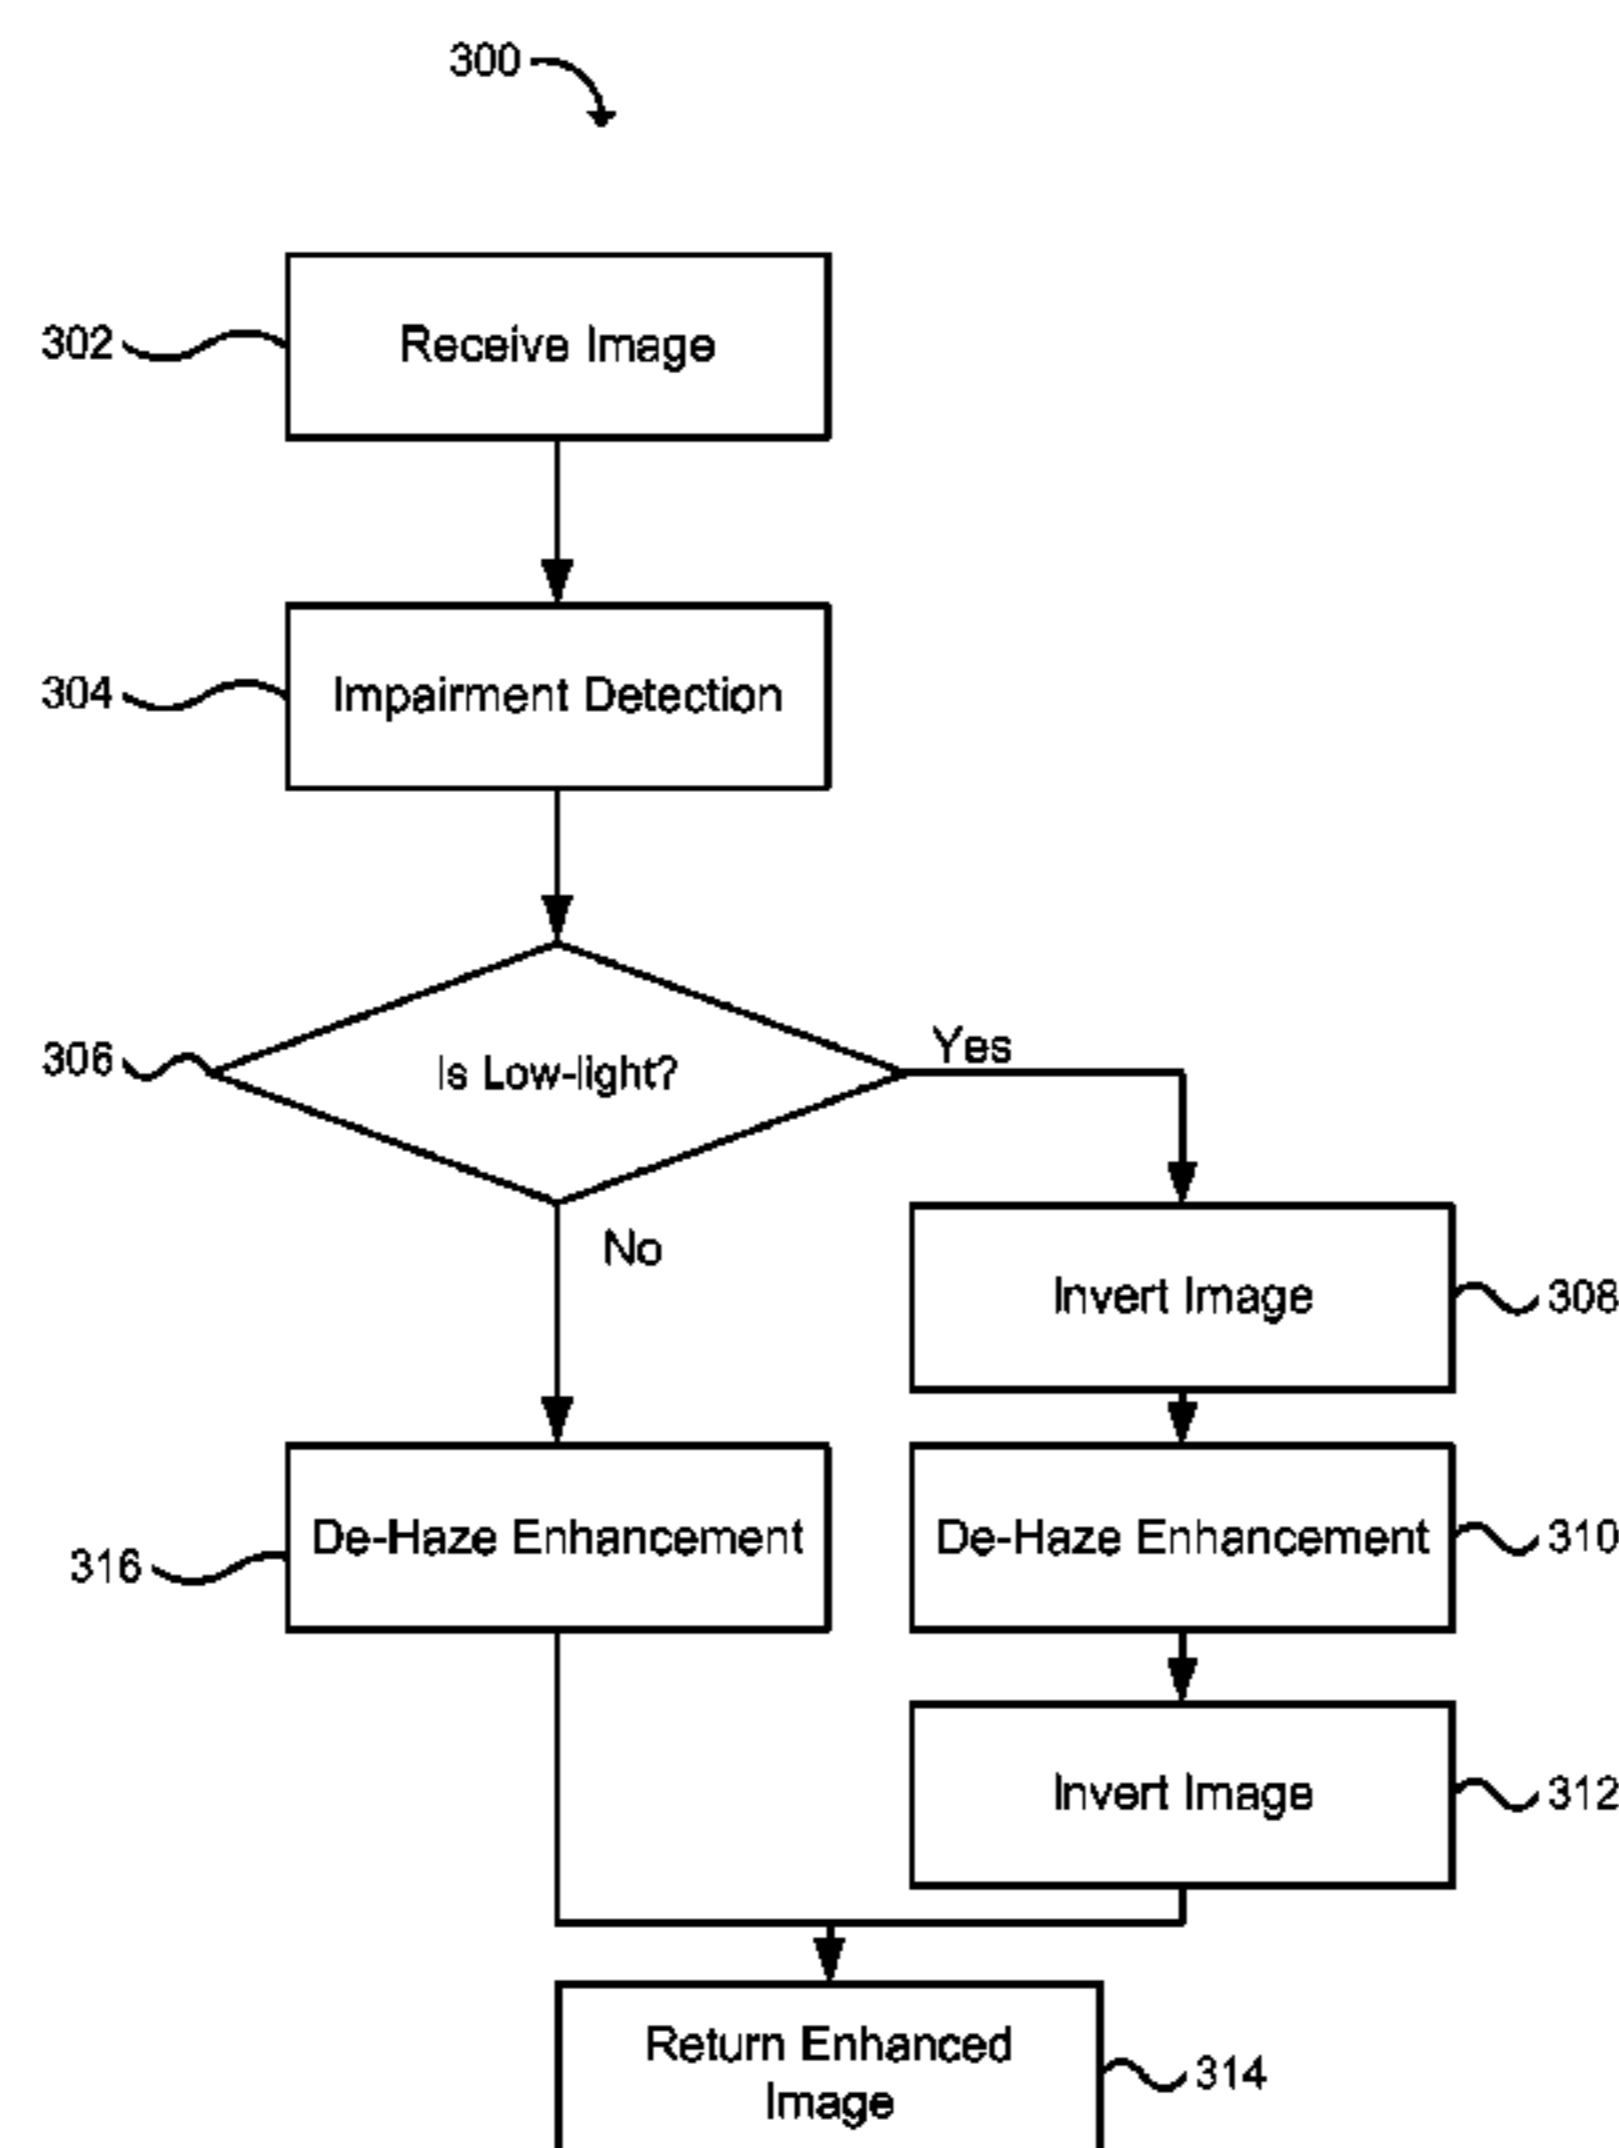 300
302
Receive Image
304
Impairment Detection
306
Is Low-light?
Yes
No
Invert Image
308
316
De-Haze Enhancement
De-Haze Enhancement
310
Invert Image
312
Return Enhanced
Image
314